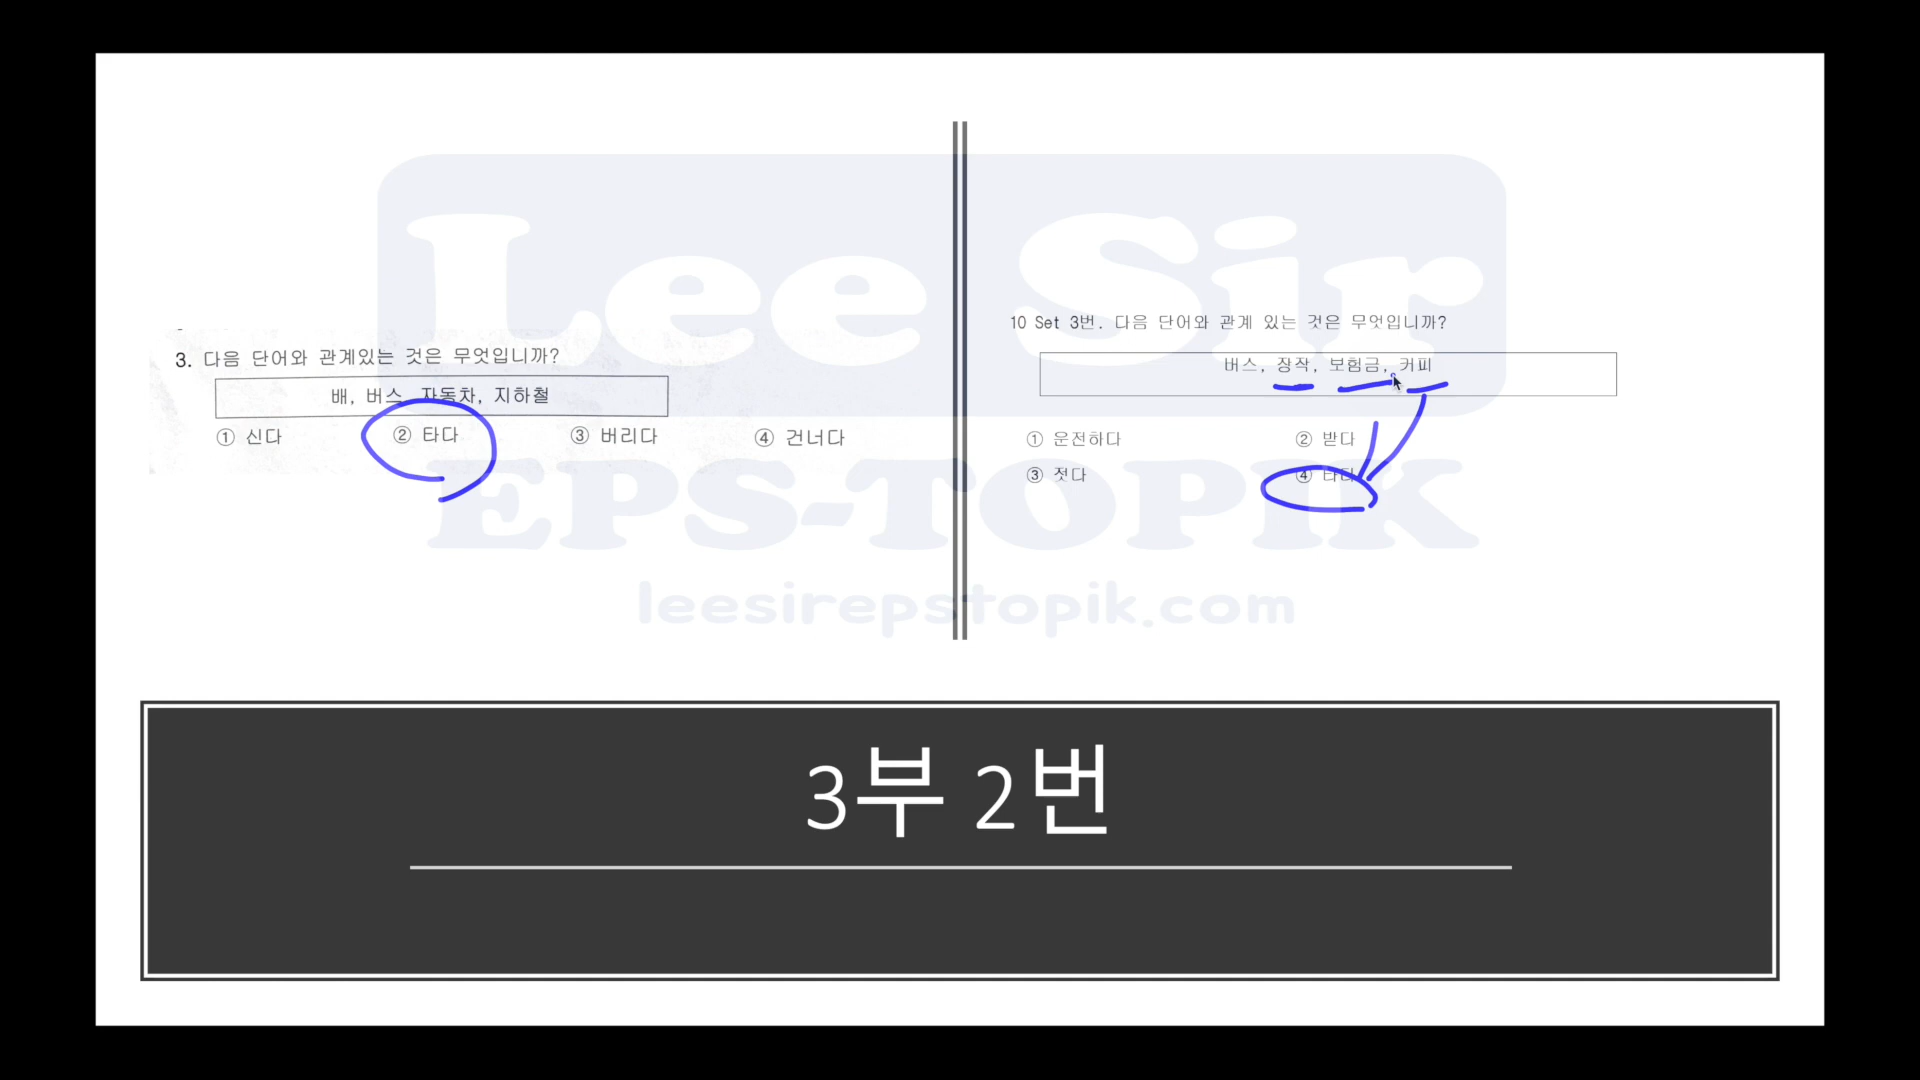 Lee Sir
EPS-TOPIK
leesirepstopik.com
3. 다음 단어와 관계있는 것은 무엇입니까?
배, 버스, 자동차, 지하철
① 신다 ② 타다 ③ 버리다 ④ 건너다
10 Set 3번. 다음 단어와 관계 있는 것은 무엇입니까?
버스, 장작, 보험금, 커피
① 운전하다 ② 받다
③ 젓다 ④ 타다
3부 2번